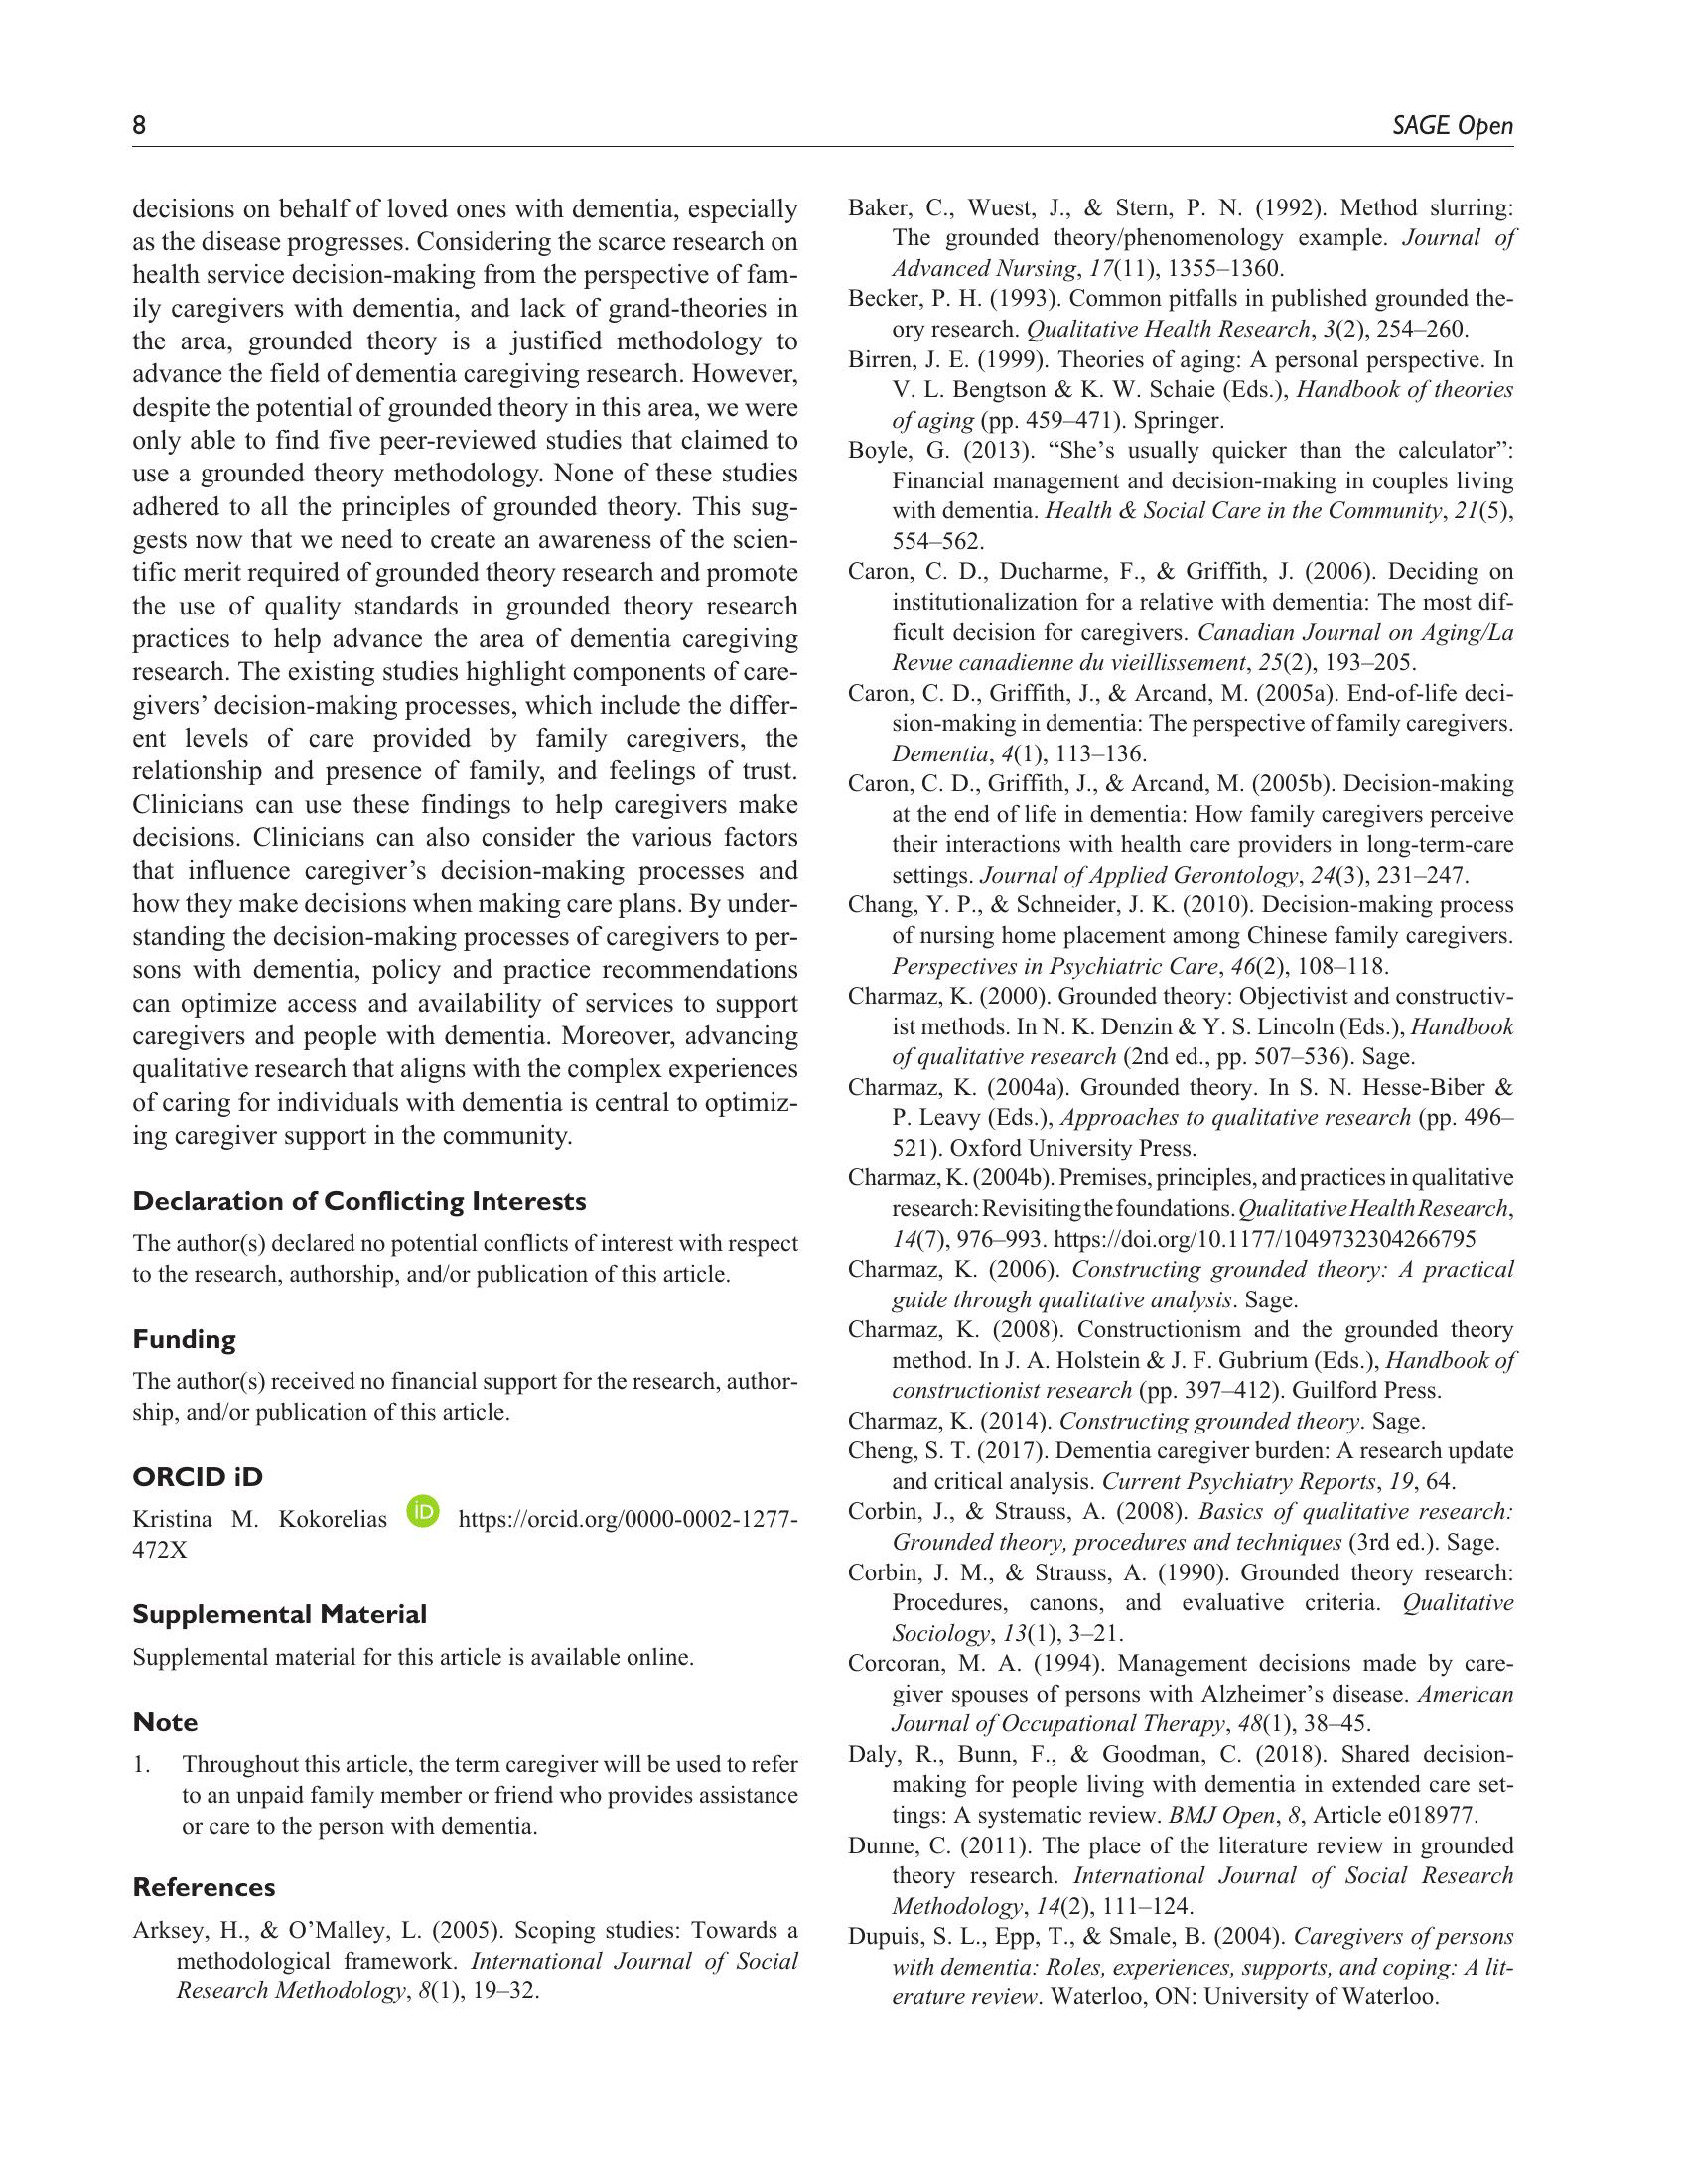 8
SAGE Open
decisions on behalf of loved ones with dementia, especially
as the disease progresses. Considering the scarce research on
health service decision-making from the perspective of fam-
ily caregivers with dementia, and lack of grand-theories in
the area, grounded theory is a justified methodology to
advance the field of dementia caregiving research. However,
despite the potential of grounded theory in this area, we were
only able to find five peer-reviewed studies that claimed to
use a grounded theory methodology. None of these studies
adhered to all the principles of grounded theory. This sug-
gests now that we need to create an awareness of the scien-
tific merit required of grounded theory research and promote
the use of quality standards in grounded theory research
practices to help advance the area of dementia caregiving
research. The existing studies highlight components of care-
givers’ decision-making processes, which include the differ-
ent levels of care provided by family caregivers, the
relationship and presence of family, and feelings of trust.
Clinicians can use these findings to help caregivers make
decisions. Clinicians can also consider the various factors
that influence caregiver’s decision-making processes and
how they make decisions when making care plans. By under-
standing the decision-making processes of caregivers to per-
sons with dementia, policy and practice recommendations
can optimize access and availability of services to support
caregivers and people with dementia. Moreover, advancing
qualitative research that aligns with the complex experiences
of caring for individuals with dementia is central to optimiz-
ing caregiver support in the community.
Declaration of Conflicting Interests
The author(s) declared no potential conflicts of interest with respect
to the research, authorship, and/or publication of this article.
Funding
The author(s) received no financial support for the research, author-
ship, and/or publication of this article.
ORCID iD
Kristina M. Kokorelias iD https://orcid.org/0000-0002-1277-
472X
Supplemental Material
Supplemental material for this article is available online.
Note
1. Throughout this article, the term caregiver will be used to refer
to an unpaid family member or friend who provides assistance
or care to the person with dementia.
References
Arksey, H., & O’Malley, L. (2005). Scoping studies: Towards a
methodological framework. International Journal of Social
Research Methodology, 8(1), 19–32.
Baker, C., Wuest, J., & Stern, P. N. (1992). Method slurring:
The grounded theory/phenomenology example. Journal of
Advanced Nursing, 17(11), 1355–1360.
Becker, P. H. (1993). Common pitfalls in published grounded the-
ory research. Qualitative Health Research, 3(2), 254–260.
Birren, J. E. (1999). Theories of aging: A personal perspective. In
V. L. Bengtson & K. W. Schaie (Eds.), Handbook of theories
of aging (pp. 459–471). Springer.
Boyle, G. (2013). “She’s usually quicker than the calculator”:
Financial management and decision-making in couples living
with dementia. Health & Social Care in the Community, 21(5),
554–562.
Caron, C. D., Ducharme, F., & Griffith, J. (2006). Deciding on
institutionalization for a relative with dementia: The most dif-
ficult decision for caregivers. Canadian Journal on Aging/La
Revue canadienne du vieillissement, 25(2), 193–205.
Caron, C. D., Griffith, J., & Arcand, M. (2005a). End-of-life deci-
sion-making in dementia: The perspective of family caregivers.
Dementia, 4(1), 113–136.
Caron, C. D., Griffith, J., & Arcand, M. (2005b). Decision-making
at the end of life in dementia: How family caregivers perceive
their interactions with health care providers in long-term-care
settings. Journal of Applied Gerontology, 24(3), 231–247.
Chang, Y. P., & Schneider, J. K. (2010). Decision-making process
of nursing home placement among Chinese family caregivers.
Perspectives in Psychiatric Care, 46(2), 108–118.
Charmaz, K. (2000). Grounded theory: Objectivist and constructiv-
ist methods. In N. K. Denzin & Y. S. Lincoln (Eds.), Handbook
of qualitative research (2nd ed., pp. 507–536). Sage.
Charmaz, K. (2004a). Grounded theory. In S. N. Hesse-Biber &
P. Leavy (Eds.), Approaches to qualitative research (pp. 496–
521). Oxford University Press.
Charmaz, K. (2004b). Premises, principles, and practices in qualitative
research: Revisiting the foundations. Qualitative Health Research,
14(7), 976–993. https://doi.org/10.1177/1049732304266795
Charmaz, K. (2006). Constructing grounded theory: A practical
guide through qualitative analysis. Sage.
Charmaz, K. (2008). Constructionism and the grounded theory
method. In J. A. Holstein & J. F. Gubrium (Eds.), Handbook of
constructionist research (pp. 397–412). Guilford Press.
Charmaz, K. (2014). Constructing grounded theory. Sage.
Cheng, S. T. (2017). Dementia caregiver burden: A research update
and critical analysis. Current Psychiatry Reports, 19, 64.
Corbin, J., & Strauss, A. (2008). Basics of qualitative research:
Grounded theory, procedures and techniques (3rd ed.). Sage.
Corbin, J. M., & Strauss, A. (1990). Grounded theory research:
Procedures, canons, and evaluative criteria. Qualitative
Sociology, 13(1), 3–21.
Corcoran, M. A. (1994). Management decisions made by care-
giver spouses of persons with Alzheimer’s disease. American
Journal of Occupational Therapy, 48(1), 38–45.
Daly, R., Bunn, F., & Goodman, C. (2018). Shared decision-
making for people living with dementia in extended care set-
tings: A systematic review. BMJ Open, 8, Article e018977.
Dunne, C. (2011). The place of the literature review in grounded
theory research. International Journal of Social Research
Methodology, 14(2), 111–124.
Dupuis, S. L., Epp, T., & Smale, B. (2004). Caregivers of persons
with dementia: Roles, experiences, supports, and coping: A lit-
erature review. Waterloo, ON: University of Waterloo.